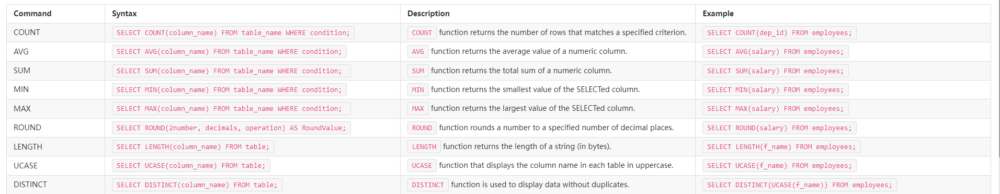 Command Syntax Description Example
COUNT SELECT COUNT(column_name) FROM table_name WHERE condition; COUNT function returns the number of rows that matches a specified criterion. SELECT COUNT(dep_id) FROM employees;
AVG SELECT AVG(column_name) FROM table_name WHERE condition; AVG function returns the average value of a numeric column. SELECT AVG(salary) FROM employees;
SUM SELECT SUM(column_name) FROM table_name WHERE condition; SUM function returns the total sum of a numeric column. SELECT SUM(salary) FROM employees;
MIN SELECT MIN(column_name) FROM table_name WHERE condition; MIN function returns the smallest value of the SELECTed column. SELECT MIN(salary) FROM employees;
MAX SELECT MAX(column_name) FROM table_name WHERE condition; MAX function returns the largest value of the SELECTed column. SELECT MAX(salary) FROM employees;
ROUND SELECT ROUND(2number, decimals, operation) AS RoundValue; ROUND function rounds a number to a specified number of decimal places. SELECT ROUND(salary) FROM employees;
LENGTH SELECT LENGTH(column_name) FROM table; LENGTH function returns the length of a string (in bytes). SELECT LENGTH(f_name) FROM employees;
UCASE SELECT UCASE(column_name) FROM table; UCASE function that displays the column name in each table in uppercase. SELECT UCASE(f_name) FROM employees;
DISTINCT SELECT DISTINCT(column_name) FROM table; DISTINCT function is used to display data without duplicates. SELECT DISTINCT(UCASE(f_name)) FROM employees;